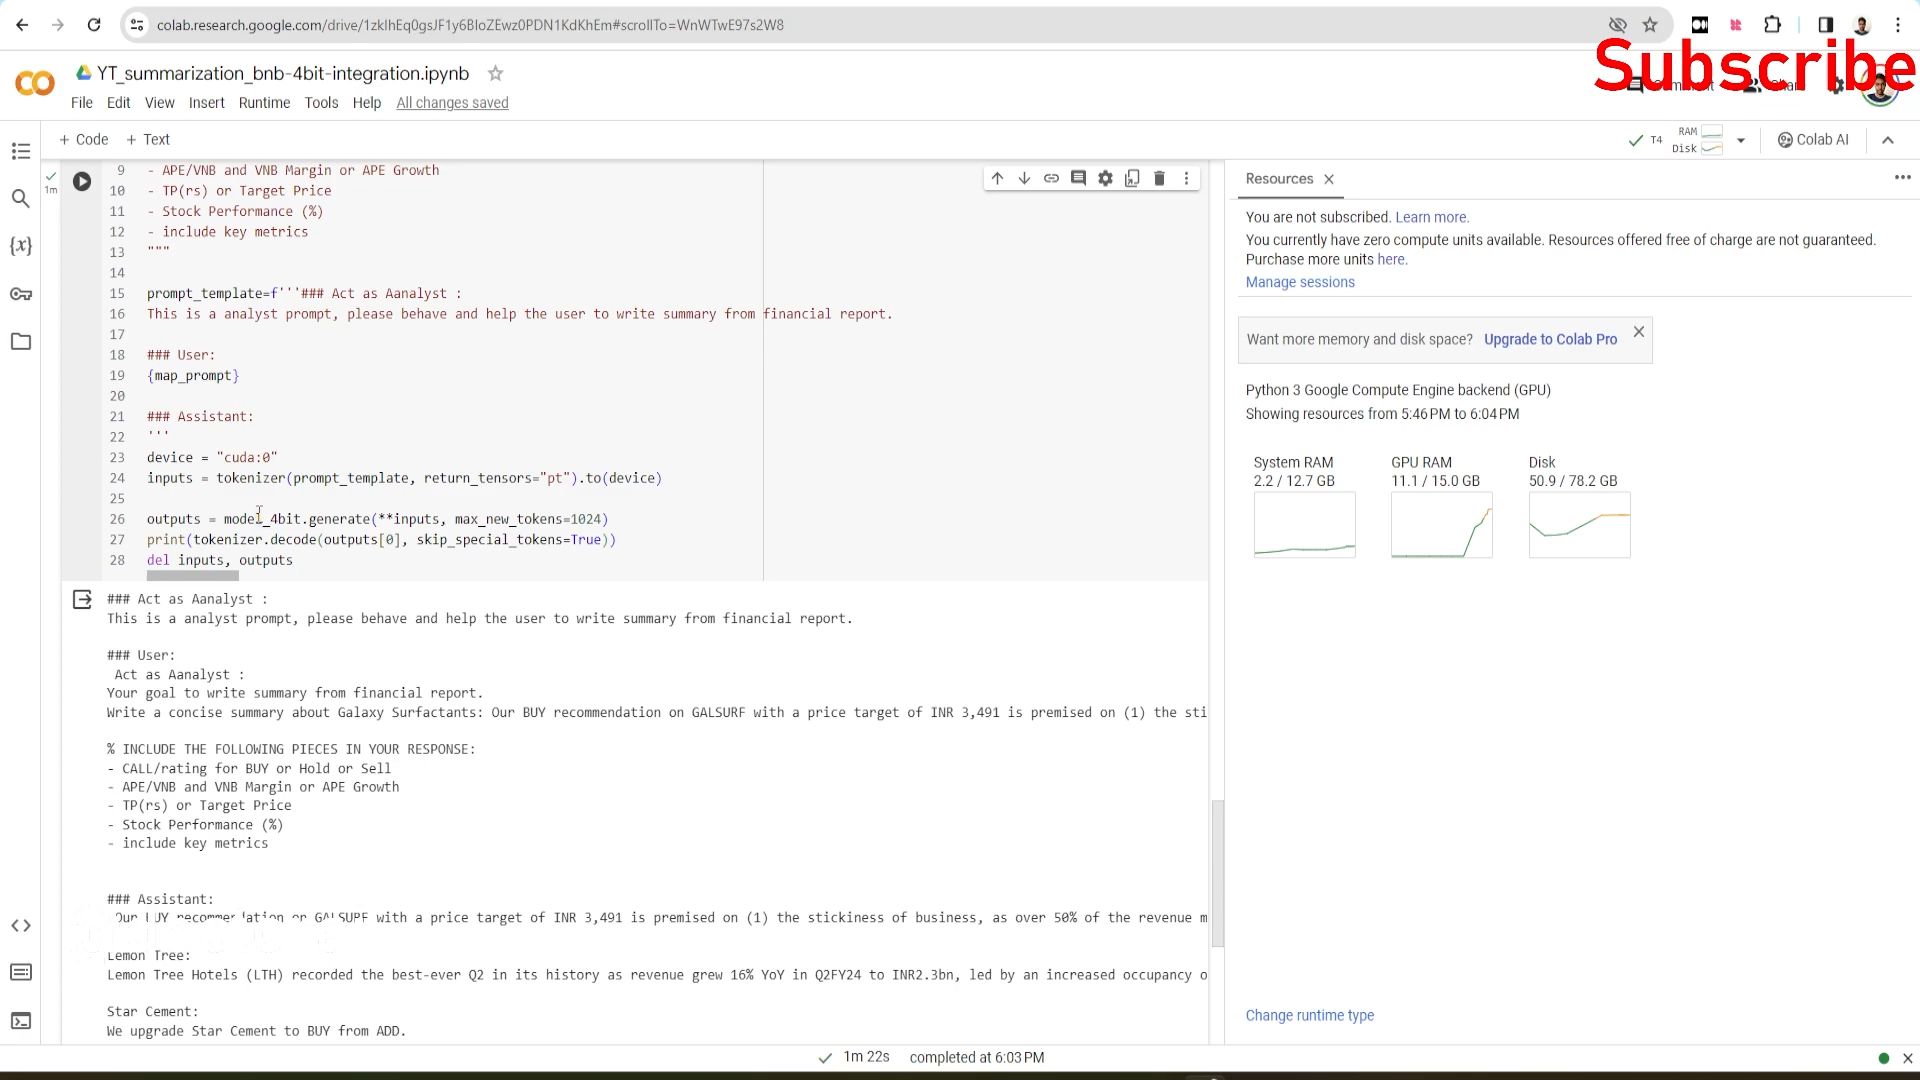 colab.research.google.com/drive/1zkIhEq0gsJF1y6BloZEwz0PDN1KdKhEm#scrollTo=WnWTwE97s2W8
Subscribe
YT_summarization_bnb-4bit-integration.ipynb
File Edit View Insert Runtime Tools Help All changes saved
+ Code + Text
T4 RAM Disk
Colab AI
1m
9 - APE/VNB and VNB Margin or APE Growth
10 - TP(rs) or Target Price
11 - Stock Performance (%)
12 - include key metrics
13 """
14
15 prompt_template=f'''### Act as Aanalyst :
16 This is a analyst prompt, please behave and help the user to write summary from financial report.
17
18 ### User:
19 {map_prompt}
20
21 ### Assistant:
22 '''
23 device = "cuda:0"
24 inputs = tokenizer(prompt_template, return_tensors="pt").to(device)
25
26 outputs = model_4bit.generate(**inputs, max_new_tokens=1024)
27 print(tokenizer.decode(outputs[0], skip_special_tokens=True))
28 del inputs, outputs
### Act as Aanalyst :
This is a analyst prompt, please behave and help the user to write summary from financial report.
### User:
Act as Aanalyst :
Your goal to write summary from financial report.
Write a concise summary about Galaxy Surfactants: Our BUY recommendation on GALSURF with a price target of INR 3,491 is premised on (1) the sti
% INCLUDE THE FOLLOWING PIECES IN YOUR RESPONSE:
- CALL/rating for BUY or Hold or Sell
- APE/VNB and VNB Margin or APE Growth
- TP(rs) or Target Price
- Stock Performance (%)
- include key metrics
### Assistant:
Our BUY recommendation on GALSURF with a price target of INR 3,491 is premised on (1) the stickiness of business, as over 50% of the revenue m
Lemon Tree:
Lemon Tree Hotels (LTH) recorded the best-ever Q2 in its history as revenue grew 16% YoY in Q2FY24 to INR2.3bn, led by an increased occupancy o
Star Cement:
We upgrade Star Cement to BUY from ADD.
Resources
You are not subscribed. Learn more.
You currently have zero compute units available. Resources offered free of charge are not guaranteed.
Purchase more units here.
Manage sessions
Want more memory and disk space? Upgrade to Colab Pro
Python 3 Google Compute Engine backend (GPU)
Showing resources from 5:46 PM to 6:04 PM
System RAM GPU RAM Disk
2.2 / 12.7 GB 11.1 / 15.0 GB 50.9 / 78.2 GB
Change runtime type
1m 22s completed at 6:03 PM